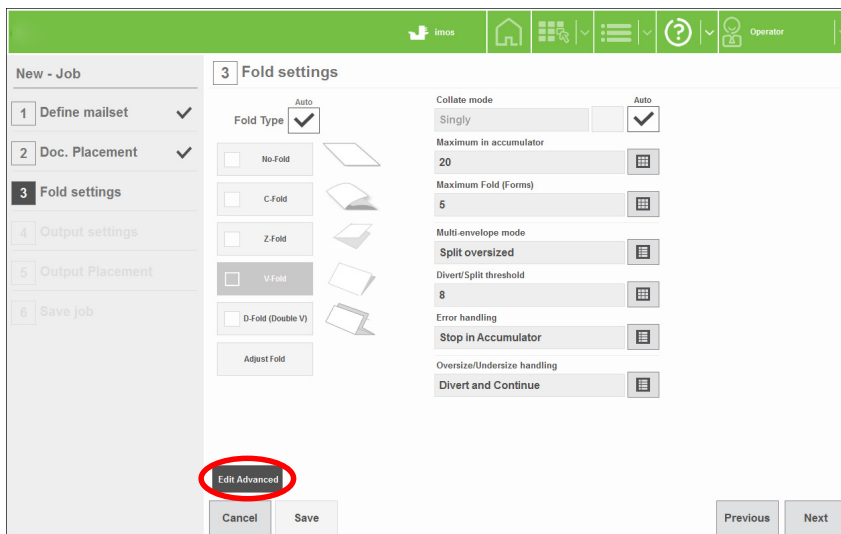 imos
Operator
New - Job
1 Define mailset
2 Doc. Placement
3 Fold settings
4 Output settings
5 Output Placement
6 Save job
3 Fold settings
Auto
Fold Type
No-Fold
C-Fold
Z-Fold
V-Fold
D-Fold (Double V)
Adjust Fold
Collate mode
Auto
Singly
Maximum in accumulator
20
Maximum Fold (Forms)
5
Multi-envelope mode
Split oversized
Divert/Split threshold
8
Error handling
Stop in Accumulator
Oversize/Undersize handling
Divert and Continue
Edit Advanced
Cancel
Save
Previous
Next